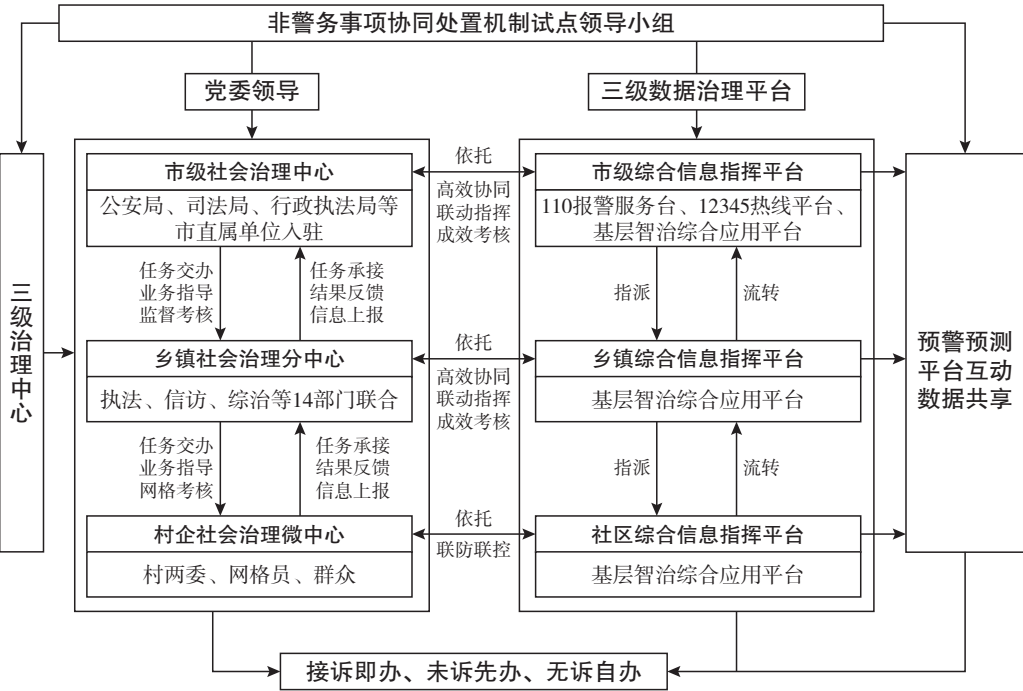 非警务事项协同处置机制试点领导小组
党委领导
三级数据治理平台
三级治理中心
市级社会治理中心
公安局、司法局、行政执法局等
市直属单位入驻
依托
高效协同
联动指挥
成效考核
市级综合信息指挥平台
110报警服务台、12345热线平台、
基层智治综合应用平台
任务交办
业务指导
监督考核
任务承接
结果反馈
信息上报
指派
流转
乡镇社会治理分中心
执法、信访、综治等14部门联合
依托
高效协同
联动指挥
成效考核
乡镇综合信息指挥平台
基层智治综合应用平台
预警预测
平台互动
数据共享
任务交办
业务指导
网格考核
任务承接
结果反馈
信息上报
指派
流转
村企社会治理微中心
村两委、网格员、群众
依托
联防联控
社区综合信息指挥平台
基层智治综合应用平台
接诉即办、未诉先办、无诉自办